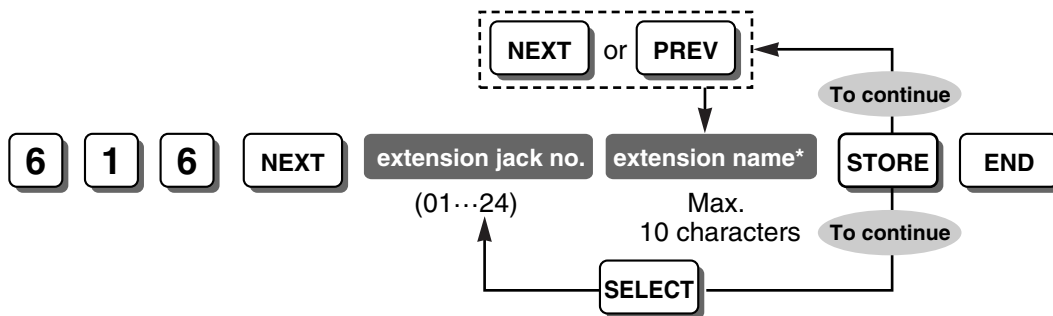 NEXT or PREV
To continue
6 1 6 NEXT extension jack no. extension name* STORE END
(01···24) Max.
10 characters
To continue
SELECT